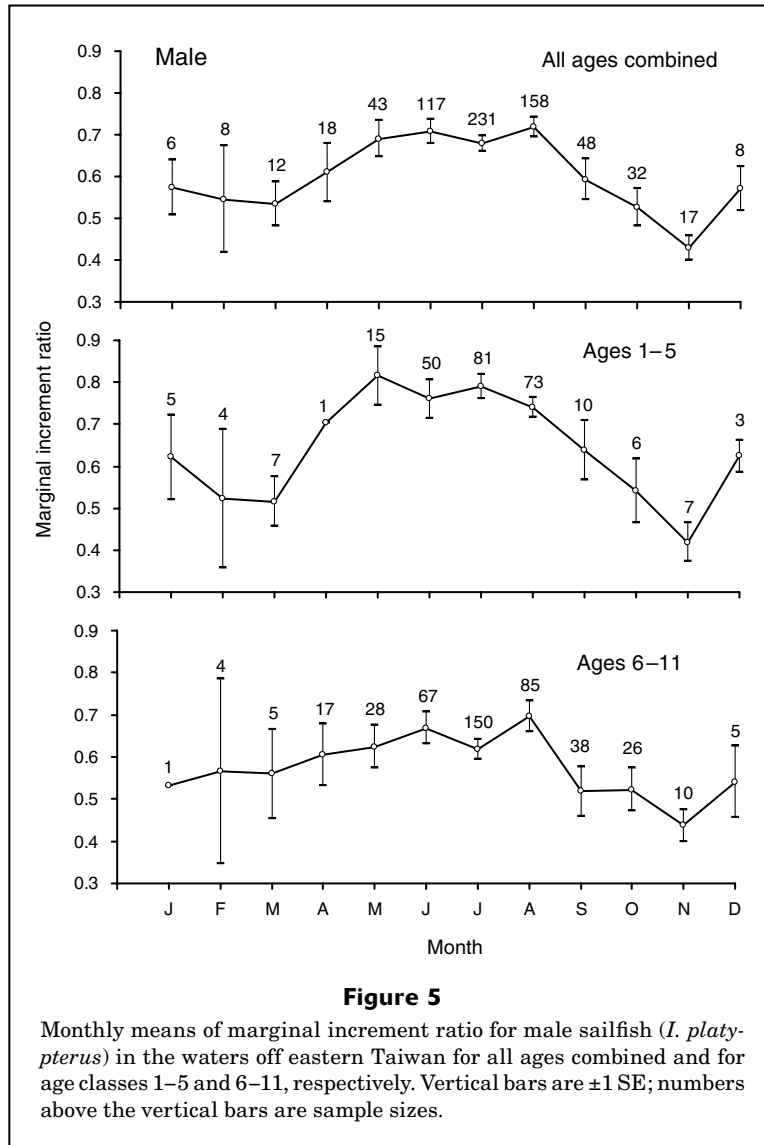 Male
All ages combined
0.9
0.8
0.7
0.6
0.5
0.4
0.3
6 8 12 18 43 117 231 158 48 32 17 8
Marginal increment ratio
Ages 1–5
0.9
0.8
0.7
0.6
0.5
0.4
0.3
5 4 7 1 15 50 81 73 10 6 7 3
Ages 6–11
0.9
0.8
0.7
0.6
0.5
0.4
0.3
1 4 5 17 28 67 150 85 38 26 10 5
J F M A M J J A S O N D
Month
Figure 5
Monthly means of marginal increment ratio for male sailfish (I. platy-
pterus) in the waters off eastern Taiwan for all ages combined and for
age classes 1–5 and 6–11, respectively. Vertical bars are ±1 SE; numbers
above the vertical bars are sample sizes.